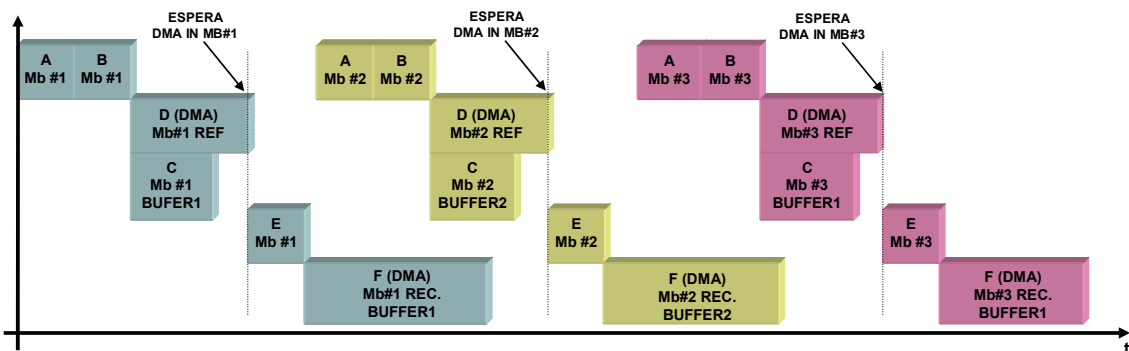 ESPERA
DMA IN MB#1
ESPERA
DMA IN MB#2
ESPERA
DMA IN MB#3
A
Mb #1
B
Mb #1
A
Mb #2
B
Mb #2
A
Mb #3
B
Mb #3
D (DMA)
Mb#1 REF
D (DMA)
Mb#2 REF
D (DMA)
Mb#3 REF
C
Mb #1
BUFER1
C
Mb #2
BUFFER2
C
Mb #3
BUFFER1
E
Mb #1
E
Mb #2
E
Mb #3
F (DMA)
Mb#1 REC.
BUFFER1
F (DMA)
Mb#2 REC.
BUFFER2
F (DMA)
Mb#3 REC.
BUFFER1
t